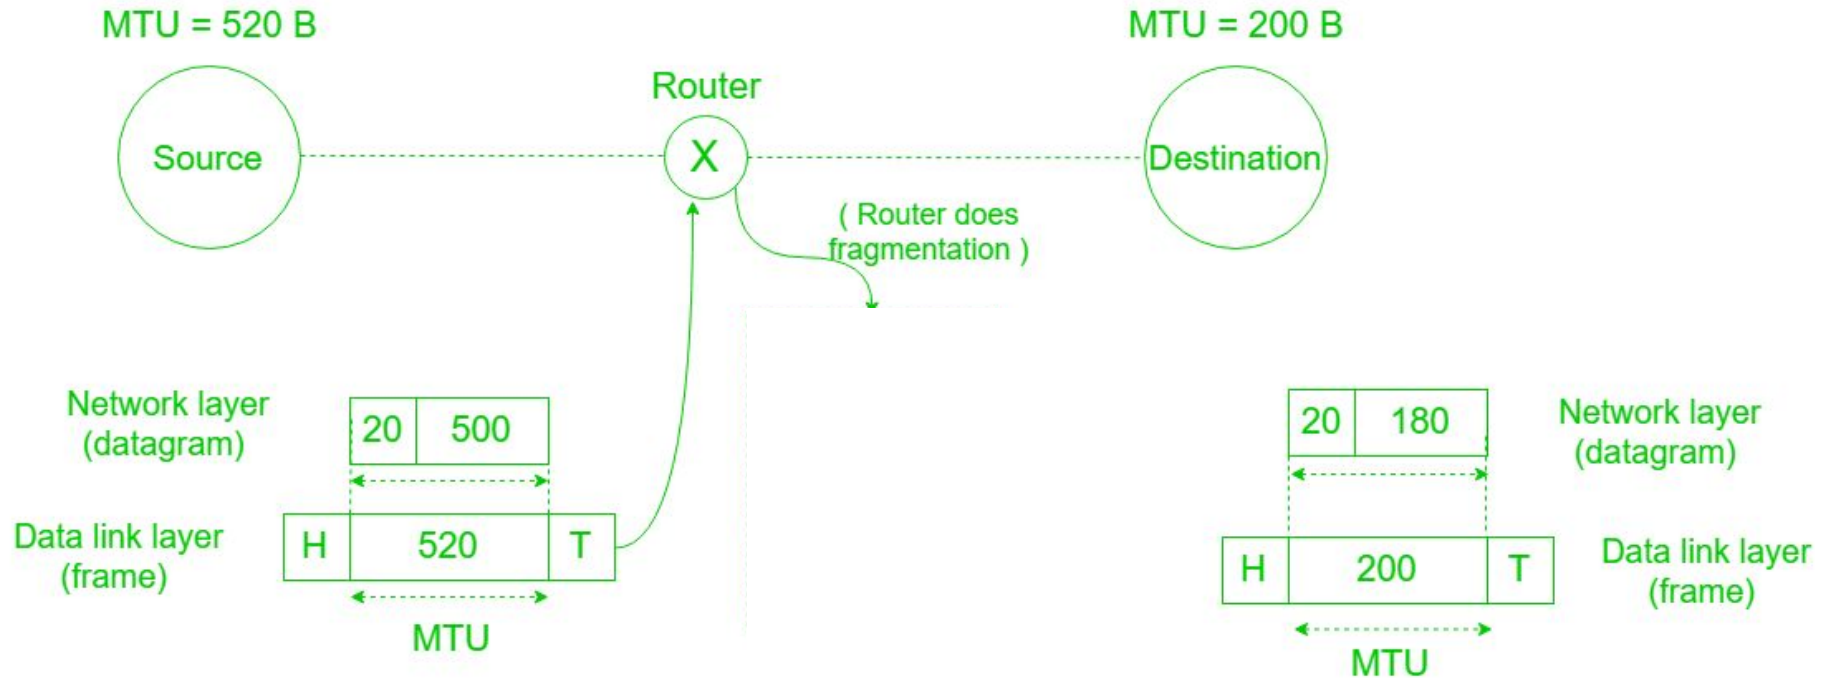 MTU = 520 B
MTU = 200 B
Router
Source
X
Destination
( Router does
fragmentation )
Network layer
(datagram)
20
500
20
180
Network layer
(datagram)
Data link layer
(frame)
H
520
T
H
200
T
Data link layer
(frame)
MTU
MTU